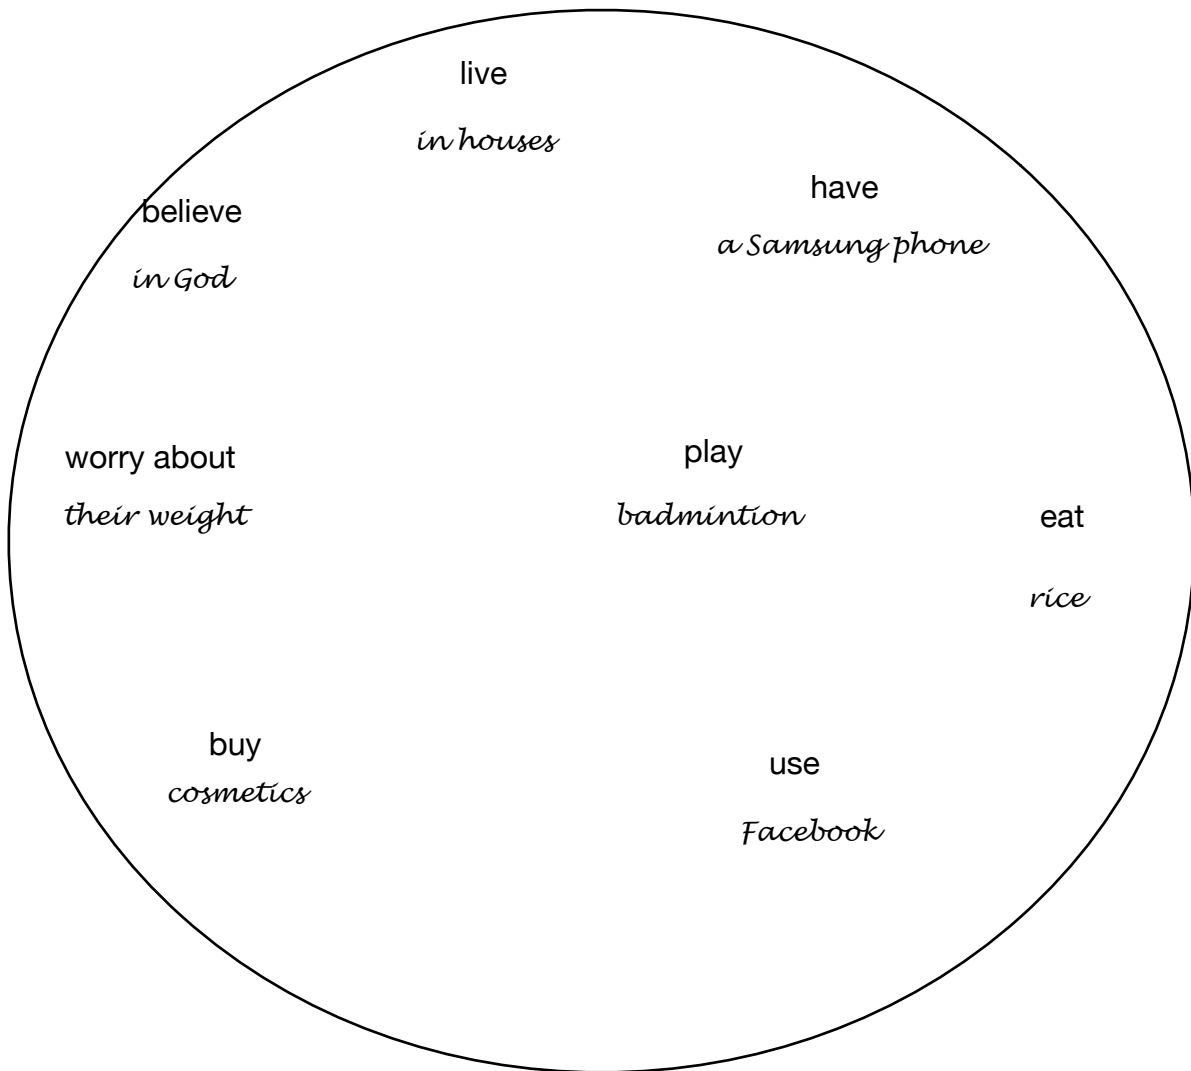 live
in houses
have
a Samsung phone
believe
in God
worry about
their weight
play
badmintion
eat
rice
buy
cosmetics
use
Facebook